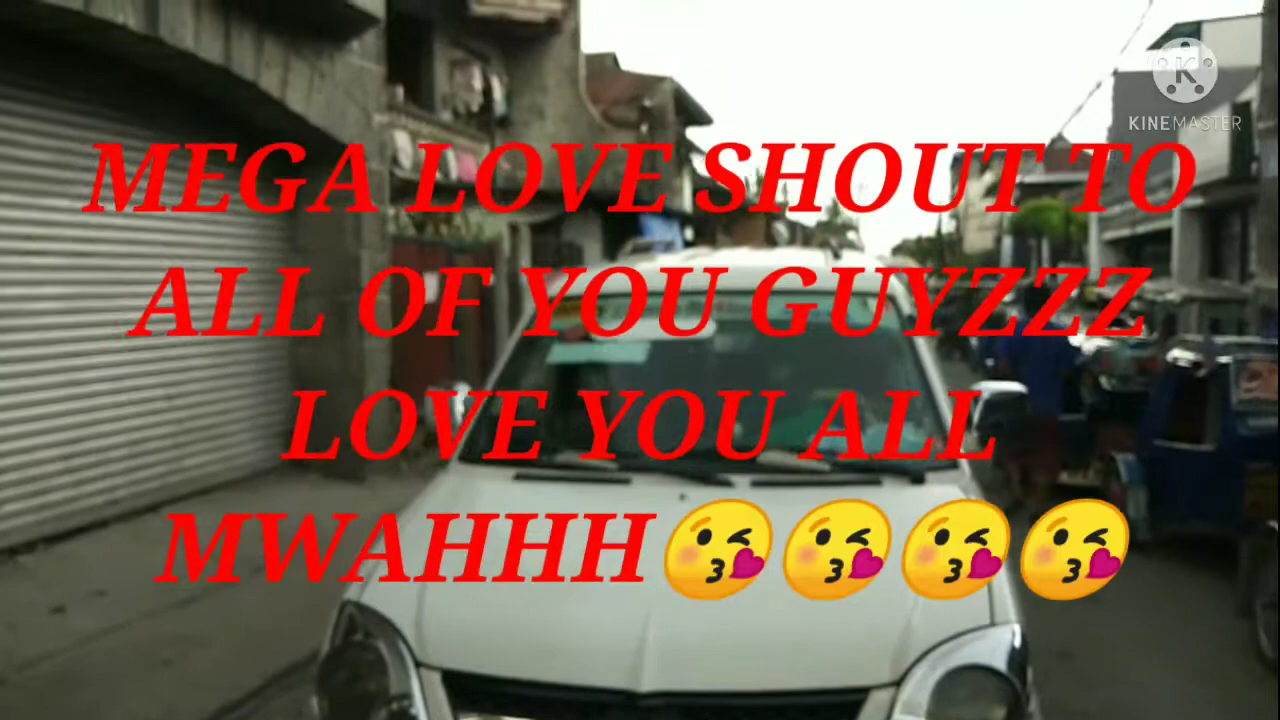 KINEMASTER
MEGA LOVE SHOUT TO
ALL OF YOU GUYZZZ
LOVE YOU ALL
MWAHHH😘😘😘😘